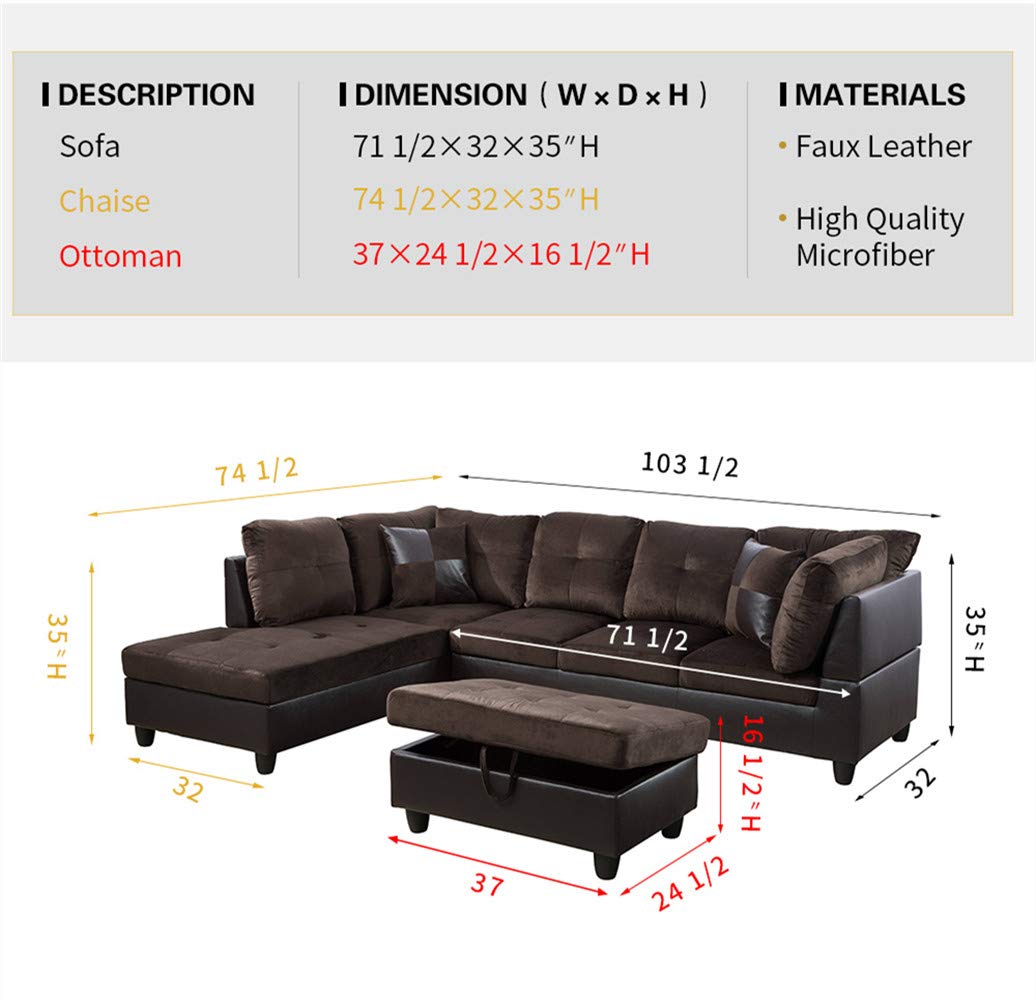 DESCRIPTION
DIMENSION ( W × D × H )
MATERIALS
Sofa
71 1/2×32×35"H
• Faux Leather
Chaise
74 1/2×32×35"H
• High Quality
Microfiber
Ottoman
37×24 1/2×16 1/2"H
74 1/2
103 1/2
35"H
71 1/2
35"H
16 1/2"H
32
32
37
24 1/2